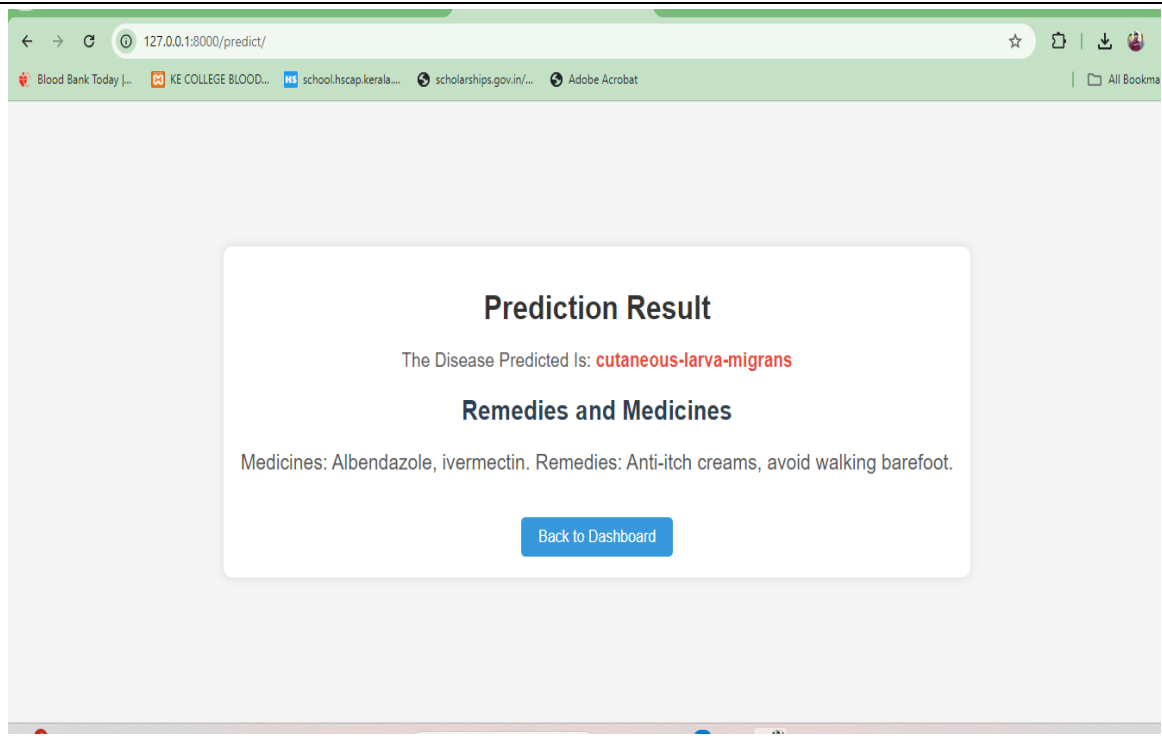 127.0.0.1:8000/predict/
Blood Bank Today |... KE COLLEGE BLOOD... HS school.hscap.kerala.... scholarships.gov.in/... Adobe Acrobat All Bookma
Prediction Result
The Disease Predicted Is: cutaneous-larva-migrans
Remedies and Medicines
Medicines: Albendazole, ivermectin. Remedies: Anti-itch creams, avoid walking barefoot.
Back to Dashboard